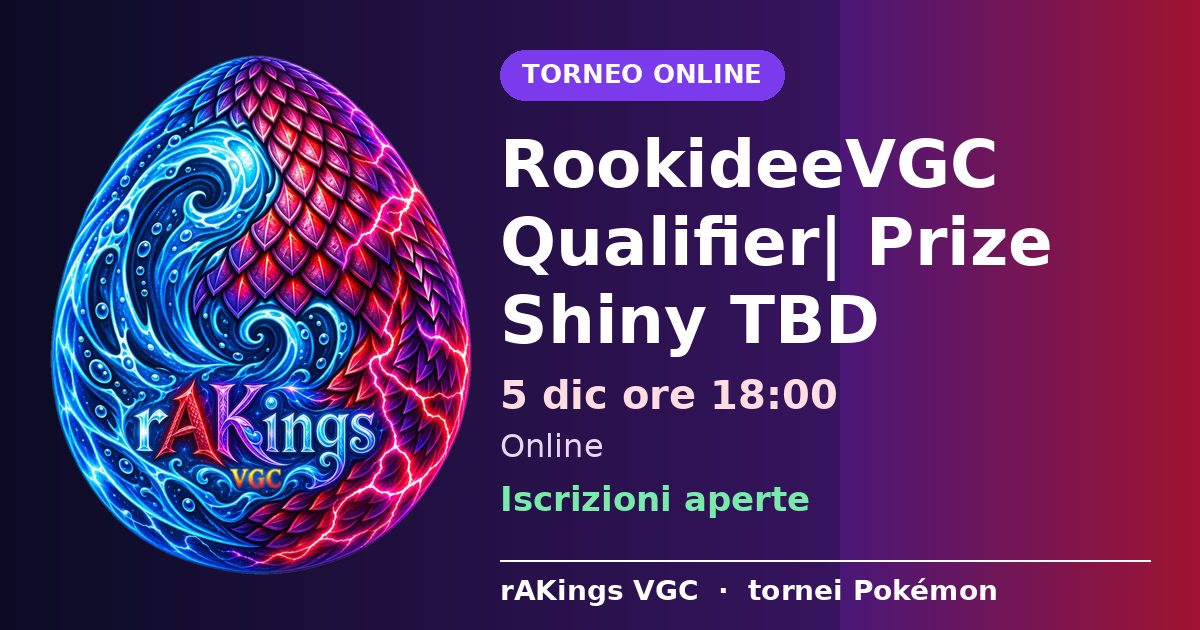 rAKings
VGC
TORNEO ONLINE
RookideeVGC
Qualifier| Prize
Shiny TBD
5 dic ore 18:00
Online
Iscrizioni aperte
rAKings VGC · tornei Pokémon